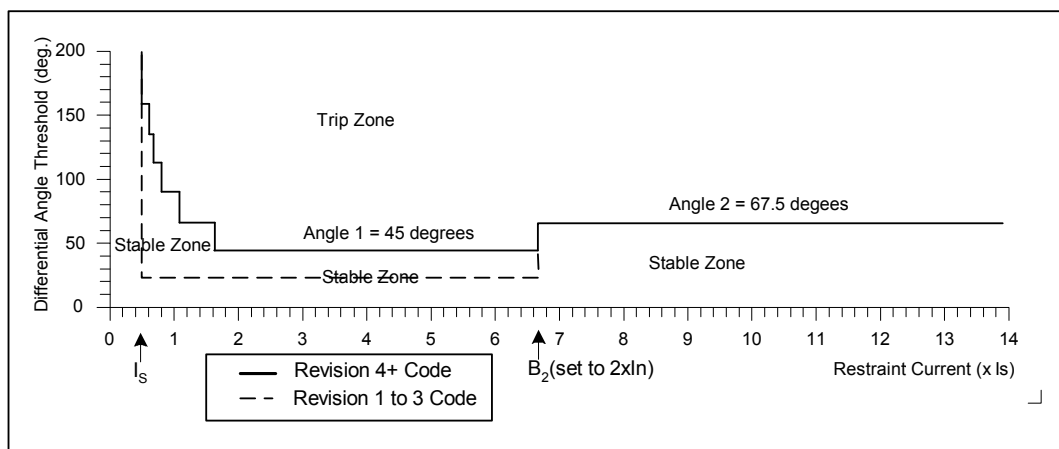 Differential Angle Threshold (deg.)
200
150
100
50
0
Trip Zone
Angle 1 = 45 degrees
Angle 2 = 67.5 degees
Stable Zone
Stable Zone
Stable Zone
0 1 2 3 4 5 6 7 8 9 10 11 12 13 14
IS
B2(set to 2xIn)
Restraint Current (x Is)
Revision 4+ Code
Revision 1 to 3 Code